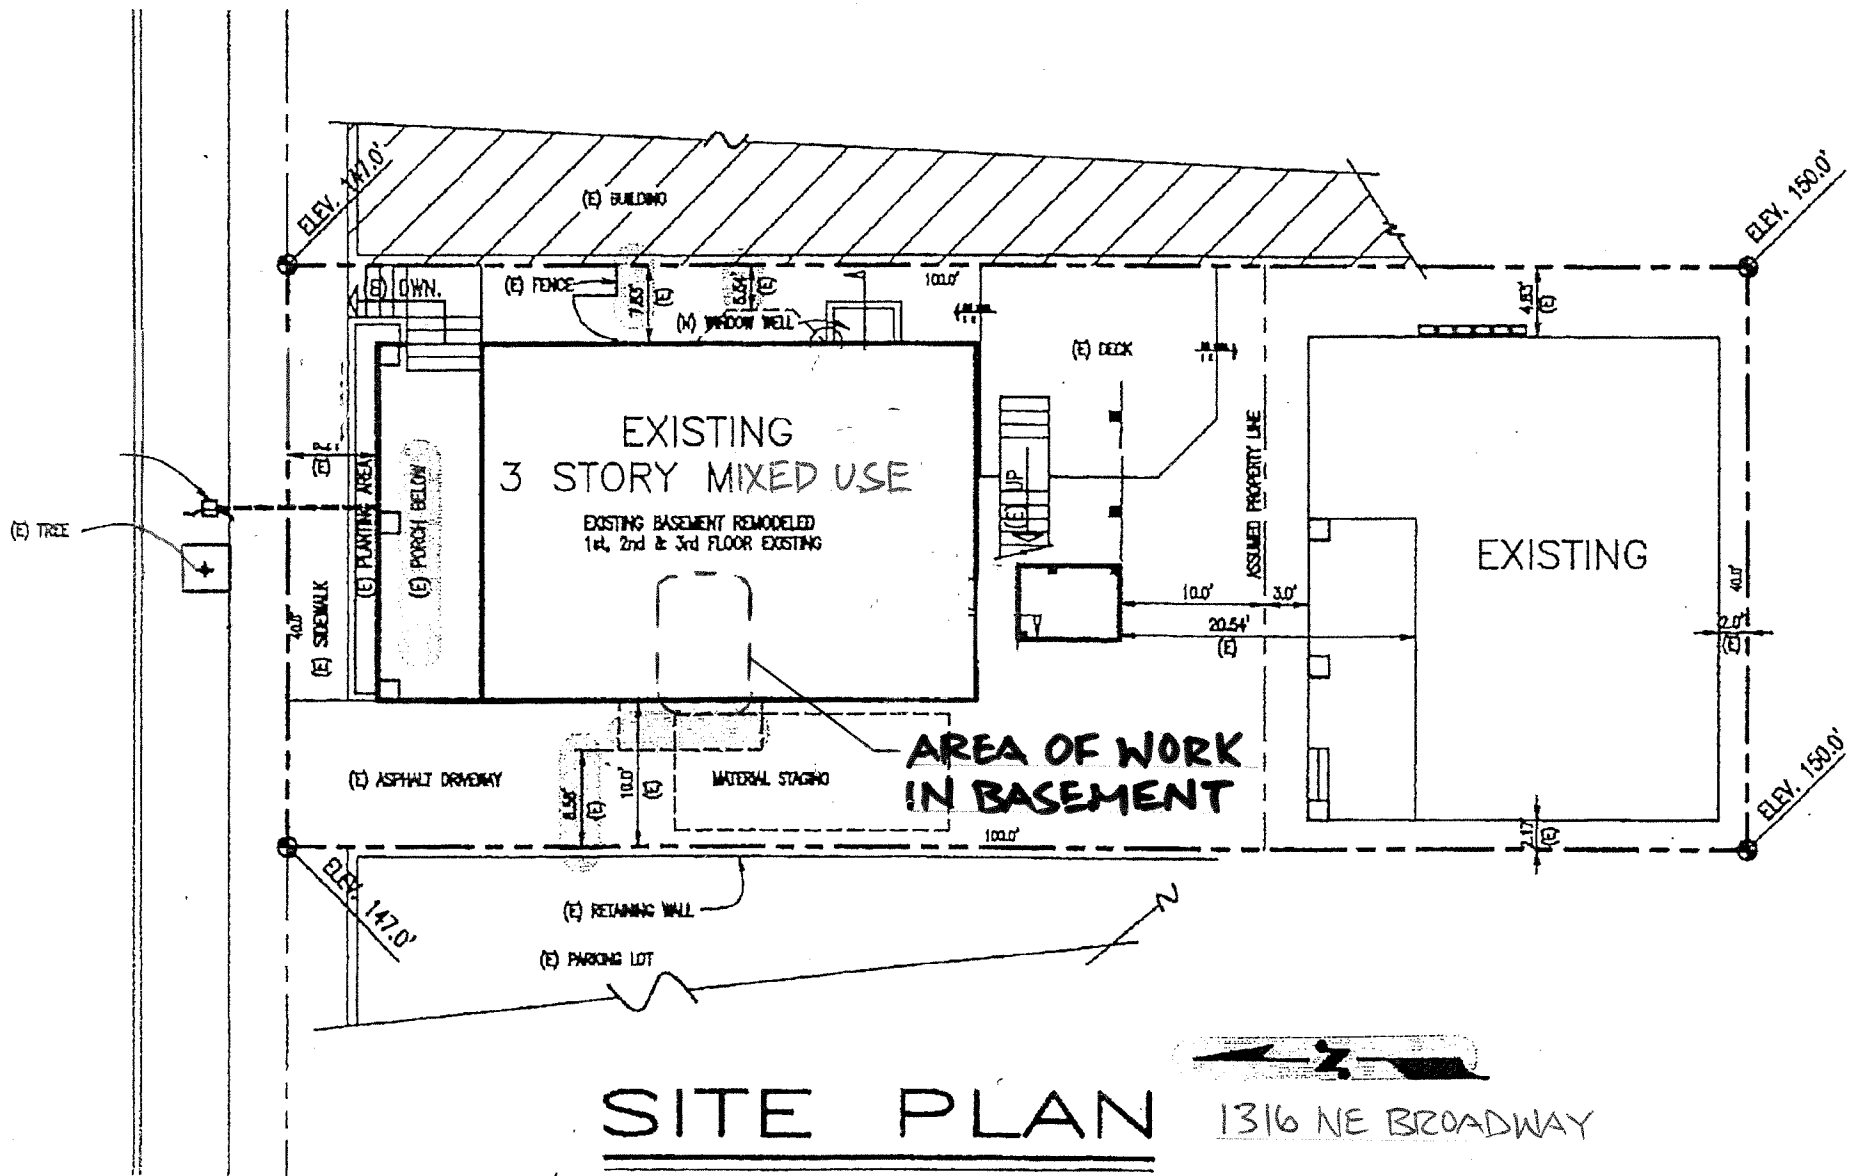 ELEV. 147.0'
ELEV. 150.0'
(E) BUILDING
(E) FENCE
7.83'
(E)
5.54'
(E)
100.0'
(E) DWN.
(N) WINDOW WELL
(E) DECK
4.83'
(E)
EXISTING
3 STORY MIXED USE
EXISTING BASEMENT REMODELED
1st, 2nd & 3rd FLOOR EXISTING
(E)
(E) PLANTING AREA
(E) PORCH BELOW
(E) UP
ASSUMED PROPERTY LINE
EXISTING
(E) TREE
40.0'
(E) SIDEWALK
10.0'
3.0'
20.54'
(E)
40.0'
2.0'
(E)
AREA OF WORK
IN BASEMENT
(E) ASPHALT DRIVEWAY
8.58'
(E)
10.0'
(E)
MATERIAL STAGING
100.0'
2.17'
(E)
ELEV. 150.0'
ELEV. 147.0'
(E) RETAINING WALL
(E) PARKING LOT
N
SITE PLAN
1316 NE BROADWAY